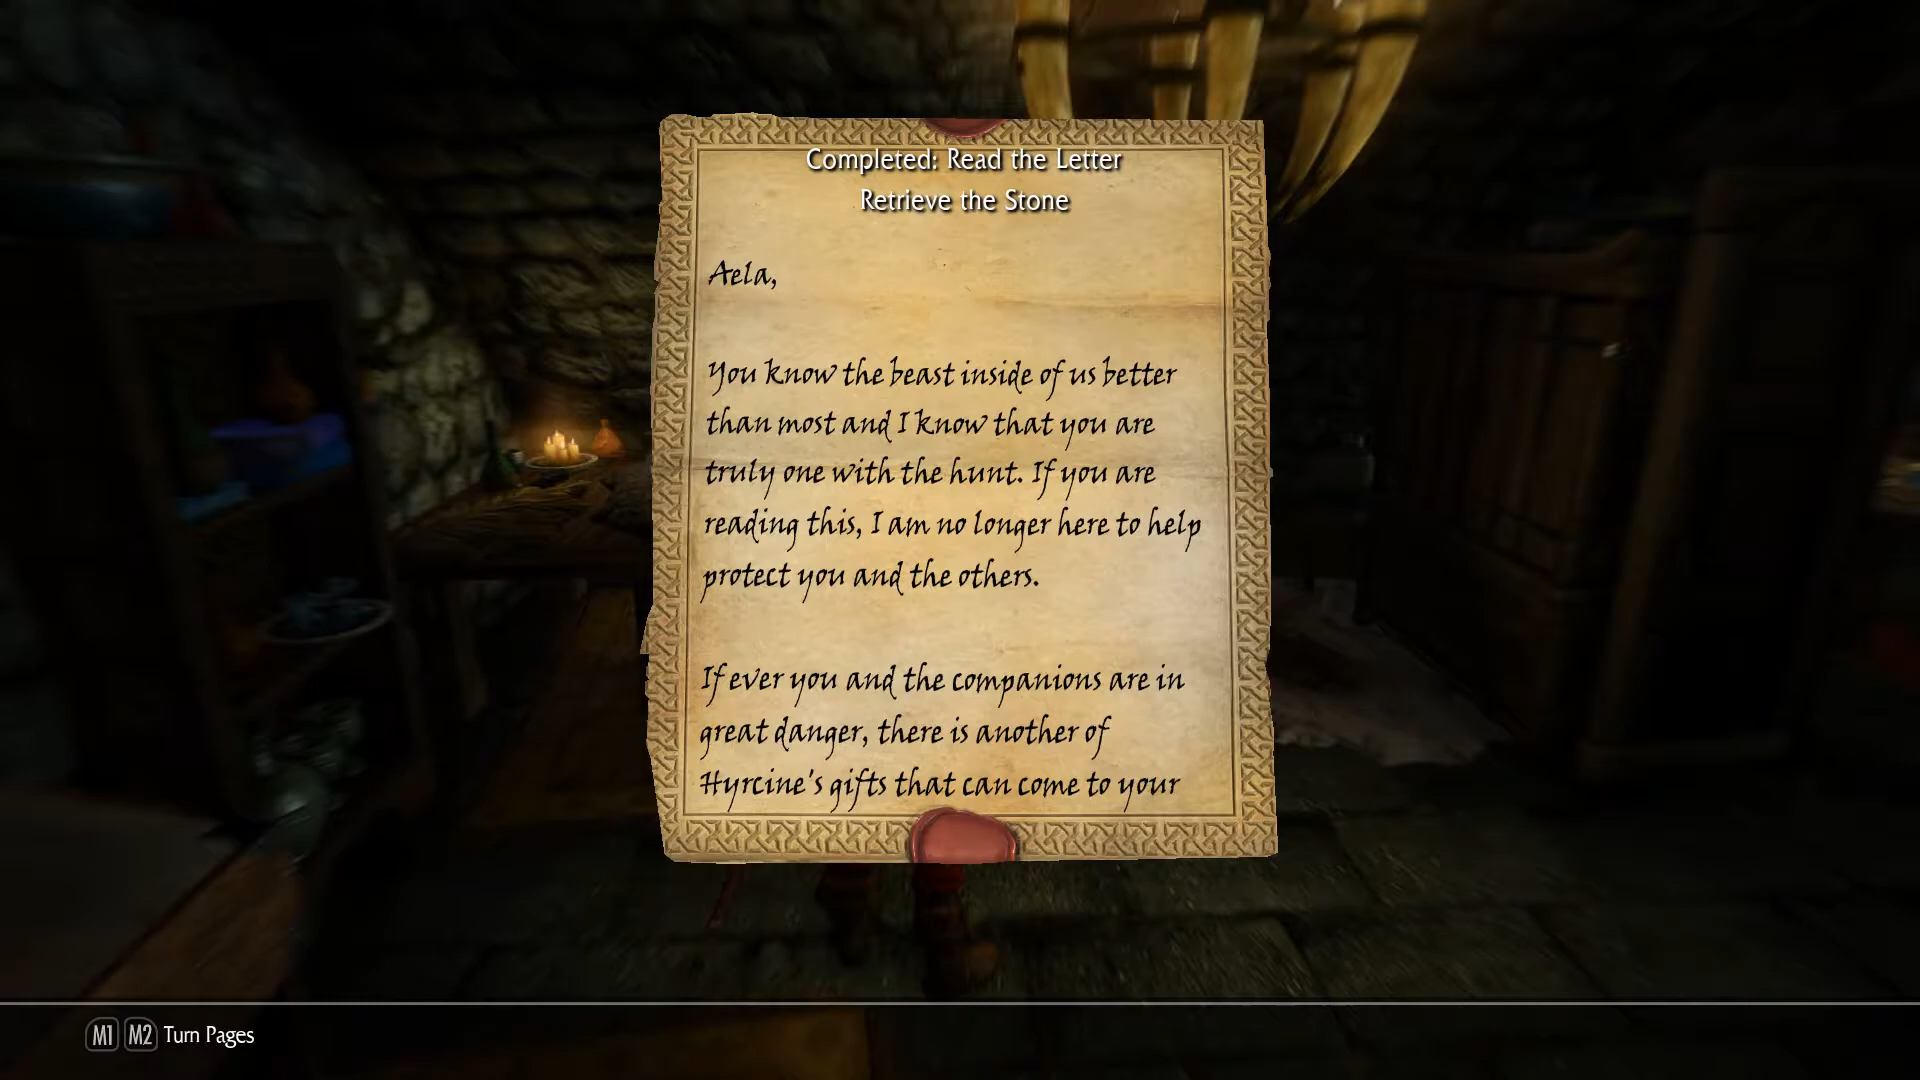 Completed: Read the Letter
Retrieve the Stone
Aela,
You know the beast inside of us better
than most and I know that you are
truly one with the hunt. If you are
reading this, I am no longer here to help
protect you and the others.
If ever you and the companions are in
great danger, there is another of
Hyrcine's gifts that can come to your
M1 M2 Turn Pages